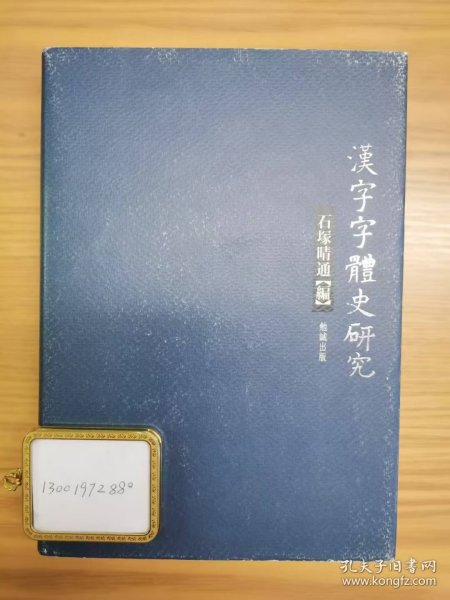 漢字字體史研究
石塚晴通【編】
勉誠出版
13001972880
孔夫子旧书网
www.kongfz.com